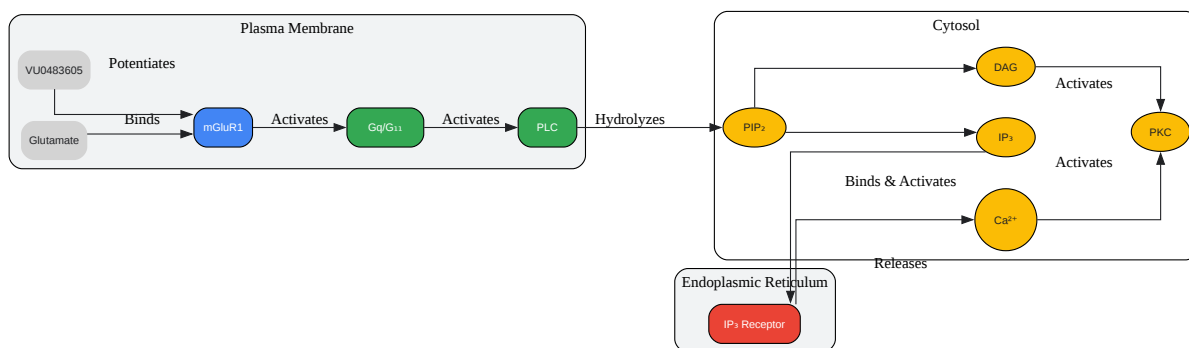 Plasma Membrane
Cytosol
VU0483605
Potentiates
DAG
Activates
Glutamate
Binds
mGluR1
Activates
Gq/G₁₁
Activates
PLC
Hydrolyzes
PIP₂
IP₃
PKC
Activates
Binds & Activates
Ca²⁺
Releases
Endoplasmic Reticulum
IP₃ Receptor